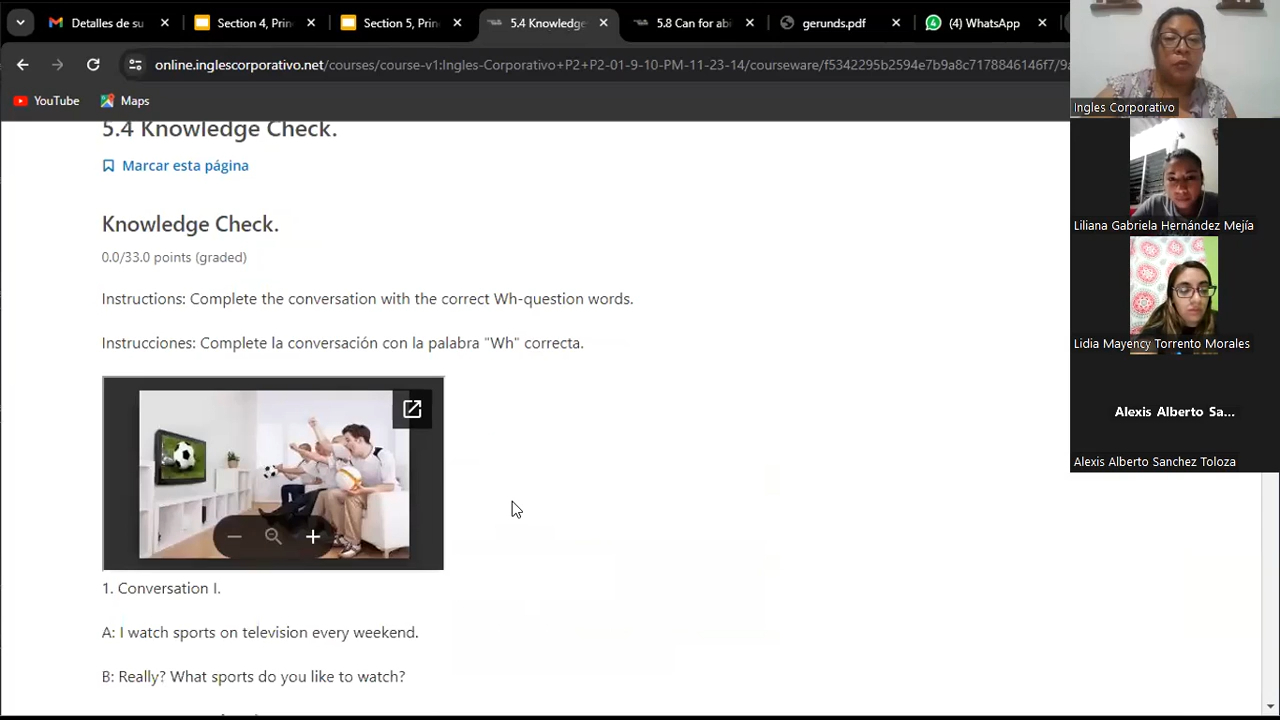 Detalles de su
Section 4, Prin
Section 5, Prin
5.4 Knowledge
5.8 Can for abi
gerunds.pdf
(4) WhatsApp
online.inglescorporativo.net/courses/course-v1:Ingles-Corporativo+P2+P2-01-9-10-PM-11-23-14/courseware/f5342295b2594e7b9a8c7178846146f7/9
YouTube
Maps
5.4 Knowledge Check.
Marcar esta página
Knowledge Check.
0.0/33.0 points (graded)
Instructions: Complete the conversation with the correct Wh-question words.
Instrucciones: Complete la conversación con la palabra "Wh" correcta.
1. Conversation I.
A: I watch sports on television every weekend.
B: Really? What sports do you like to watch?
Ingles Corporativo
Liliana Gabriela Hernández Mejía
Lidia Mayency Torrento Morales
Alexis Alberto Sa...
Alexis Alberto Sanchez Toloza